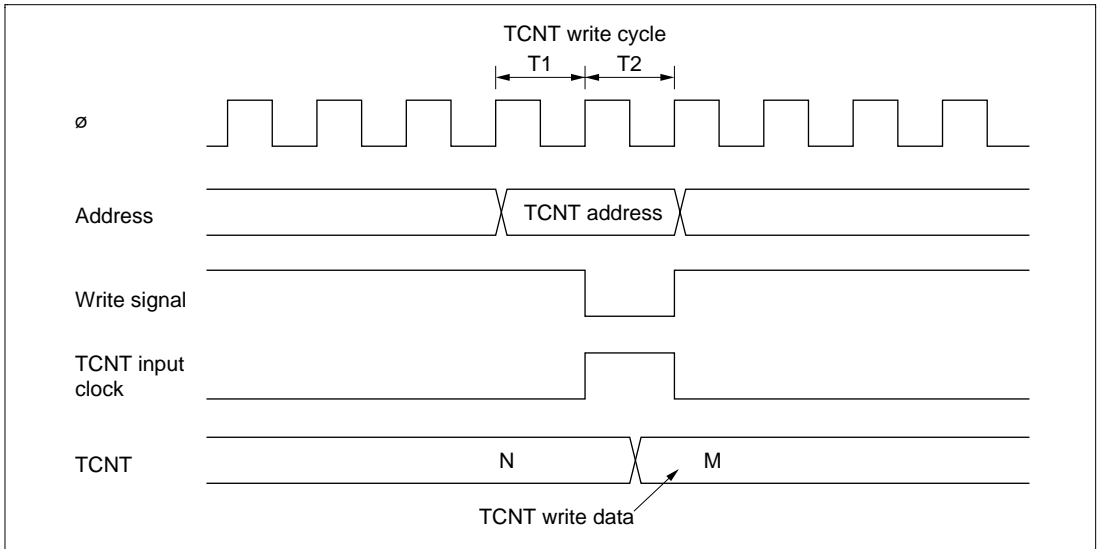 TCNT write cycle
T1 T2
ø
Address TCNT address
Write signal
TCNT input
clock
TCNT N M
TCNT write data